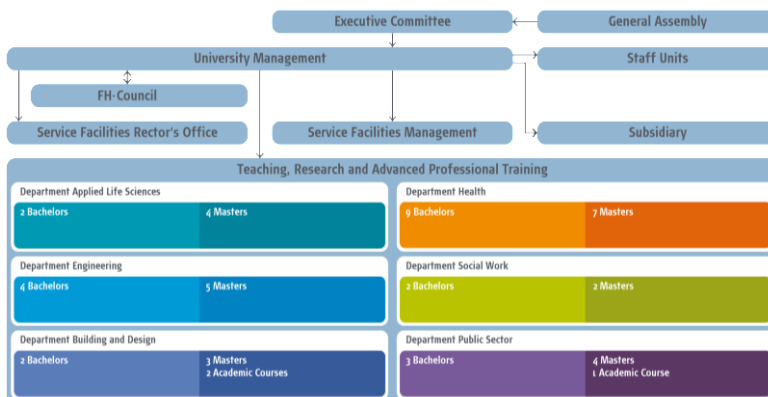 Executive Committee
General Assembly
University Management
Staff Units
FH-Council
Service Facilities Rector's Office
Service Facilities Management
Subsidiary
Teaching, Research and Advanced Professional Training
Department Applied Life Sciences
2 Bachelors
4 Masters
Department Health
9 Bachelors
7 Masters
Department Engineering
4 Bachelors
5 Masters
Department Social Work
2 Bachelors
2 Masters
Department Building and Design
2 Bachelors
3 Masters
2 Academic Courses
Department Public Sector
3 Bachelors
4 Masters
1 Academic Course